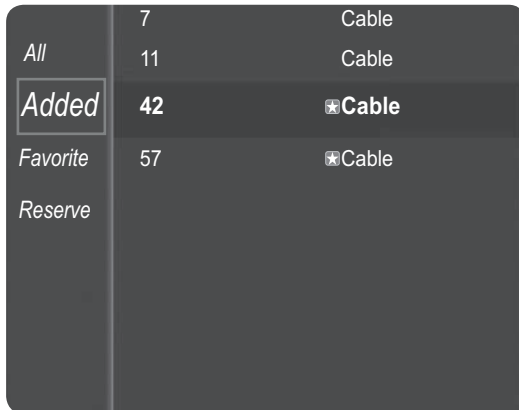 7 Cable
All 11 Cable
Added 42 Cable
Favorite 57 Cable
Reserve